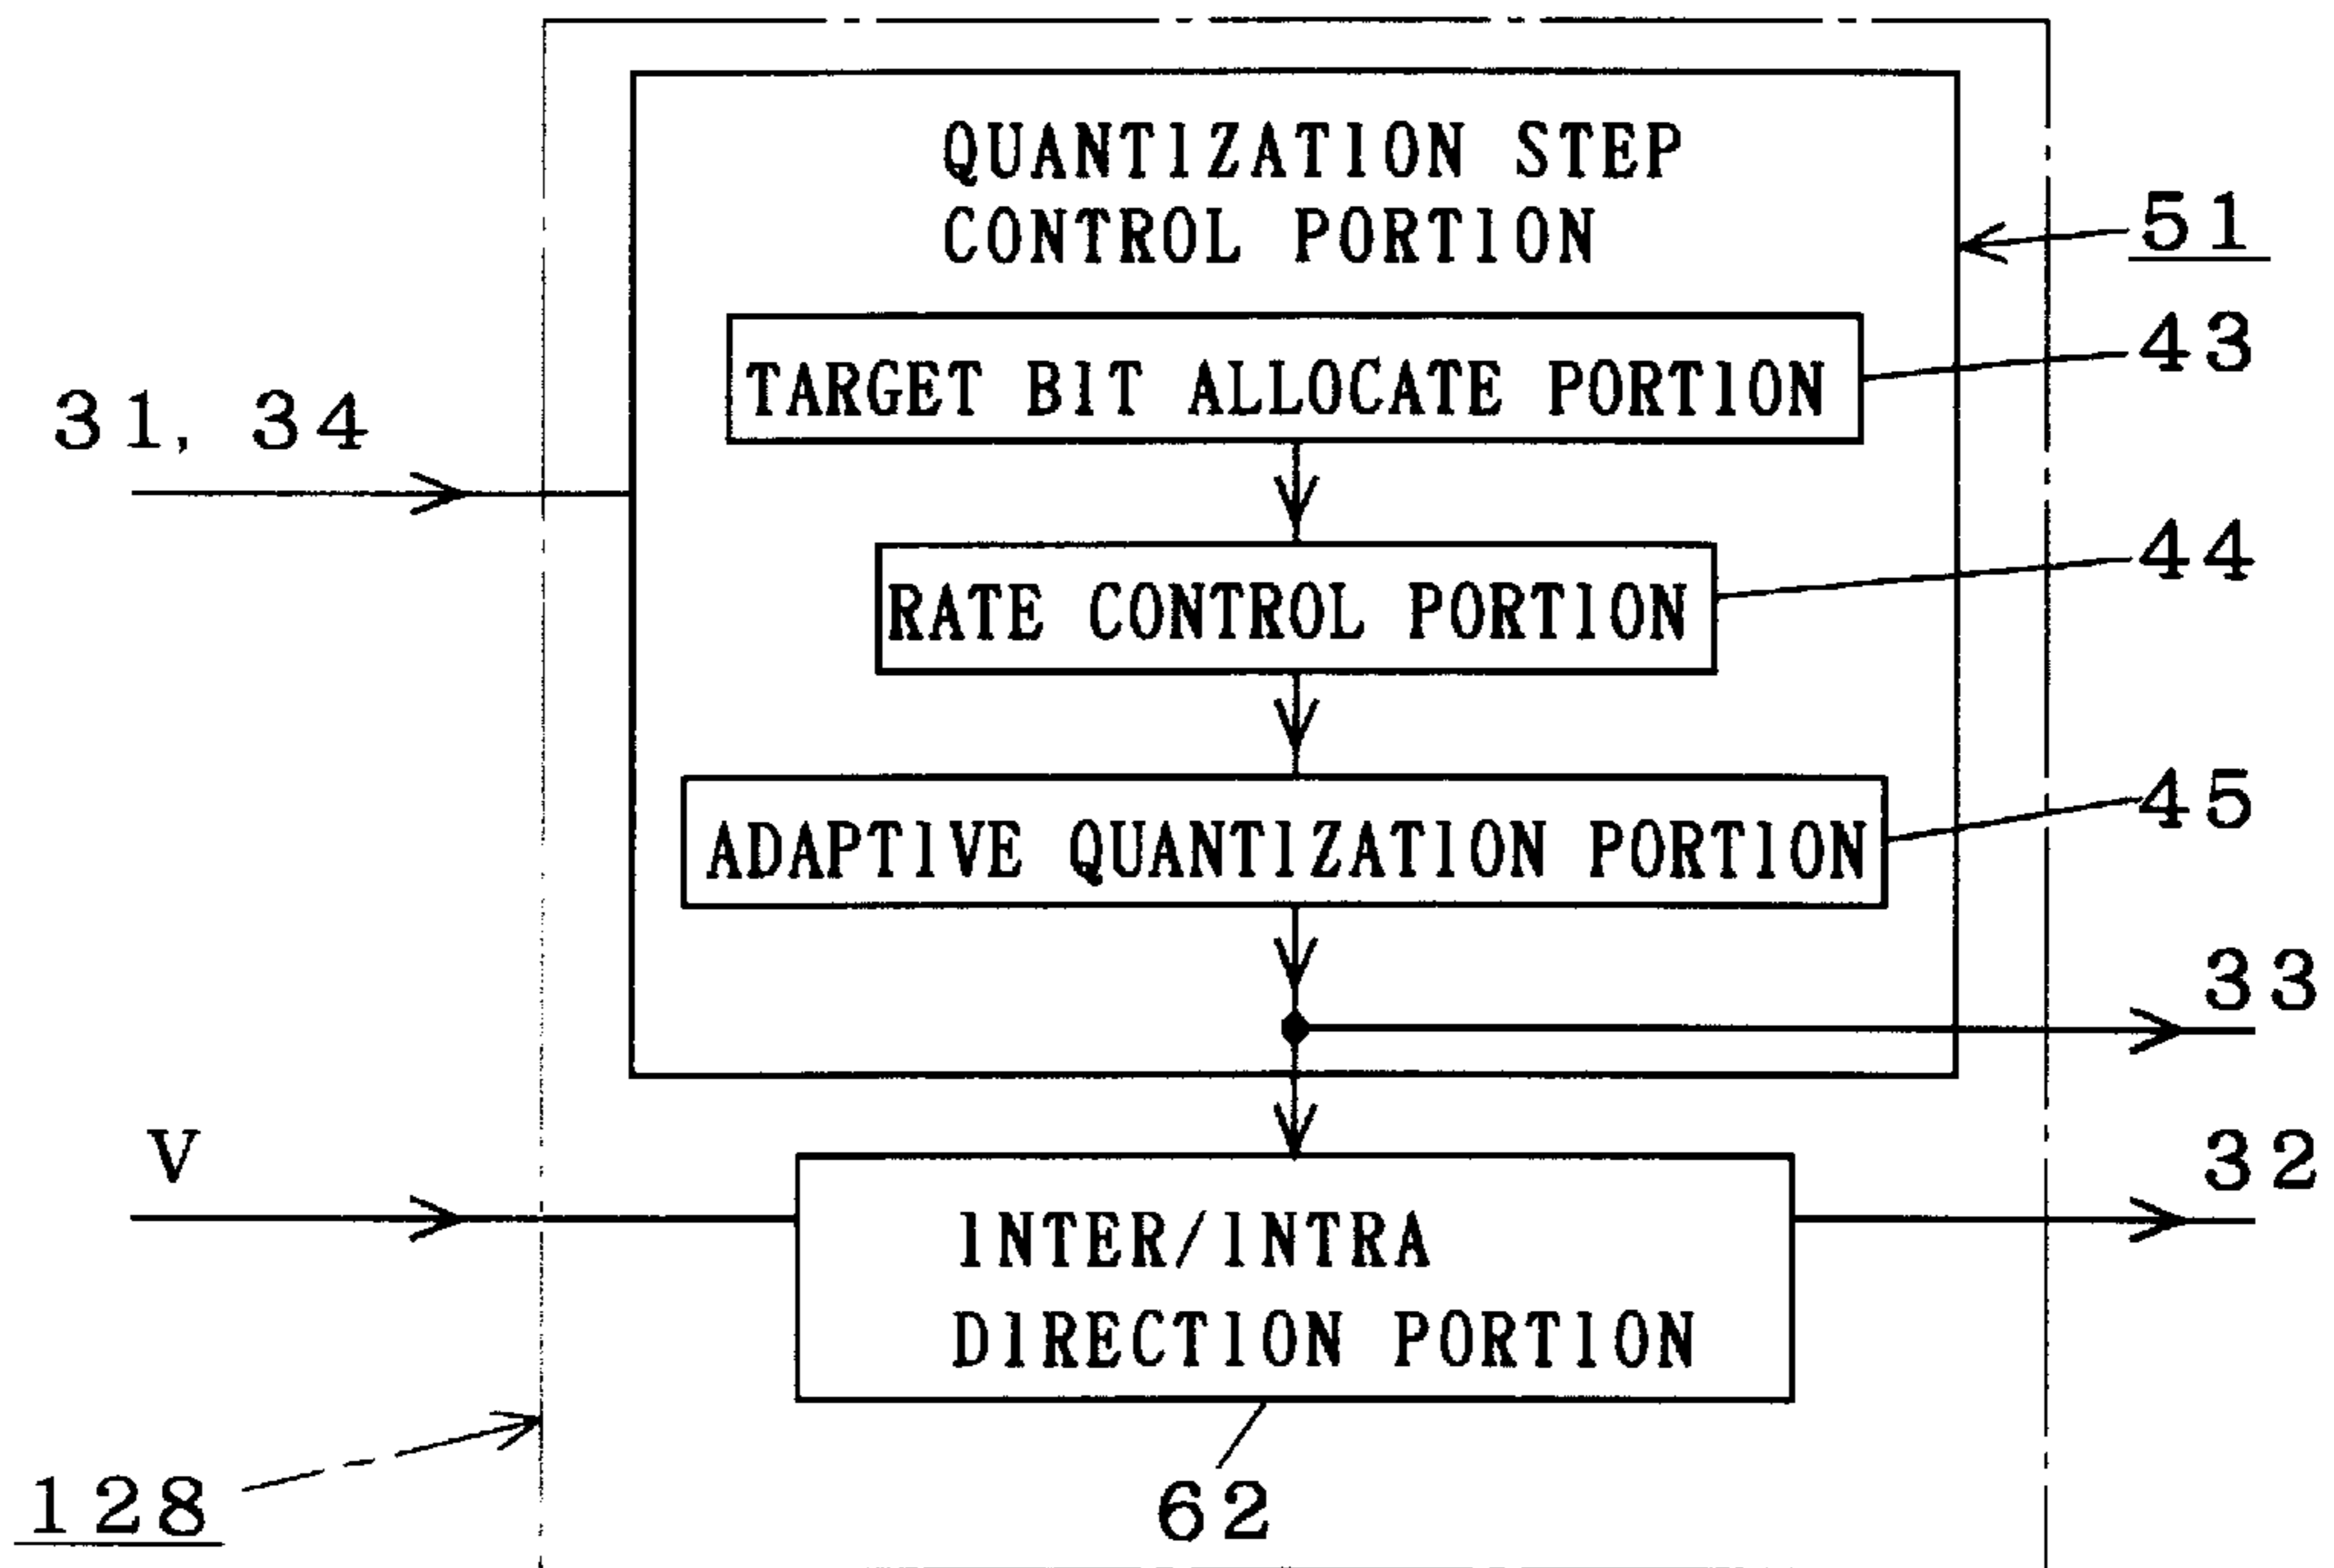 QUANTIZATION STEP
CONTROL PORTION
51
TARGET BIT ALLOCATE PORTION
43
31, 34
RATE CONTROL PORTION
44
ADAPTIVE QUANTIZATION PORTION
45
33
V
32
INTER/INTRA
DIRECTION PORTION
128
62